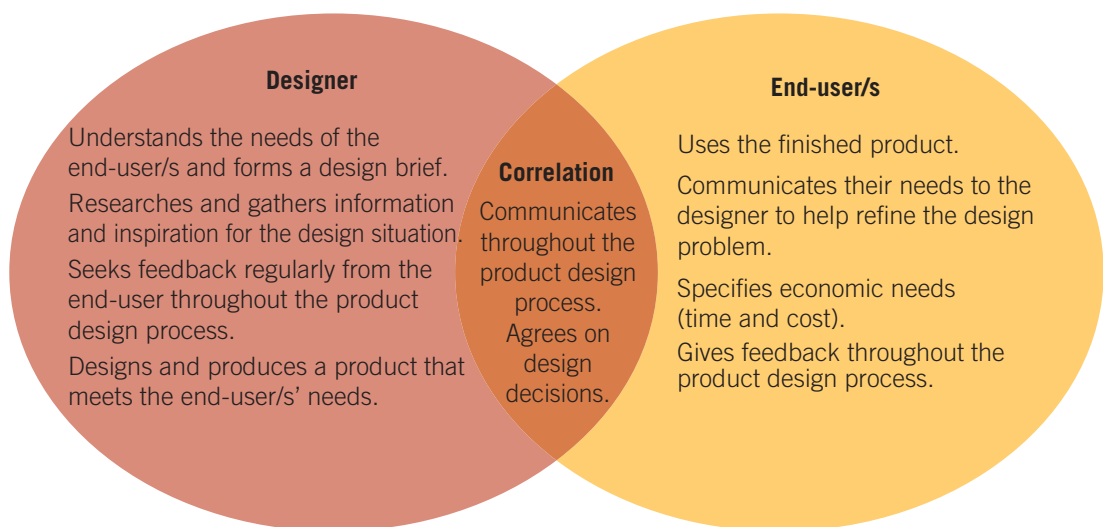 Designer
Understands the needs of the
end-user/s and forms a design brief.
Researches and gathers information
and inspiration for the design situation.
Seeks feedback regularly from the
end-user throughout the product
design process.
Designs and produces a product that
meets the end-user/s’ needs.
Correlation
Communicates
throughout the
product design
process.
Agrees on
design
decisions.
End-user/s
Uses the finished product.
Communicates their needs to the
designer to help refine the design
problem.
Specifies economic needs
(time and cost).
Gives feedback throughout the
product design process.